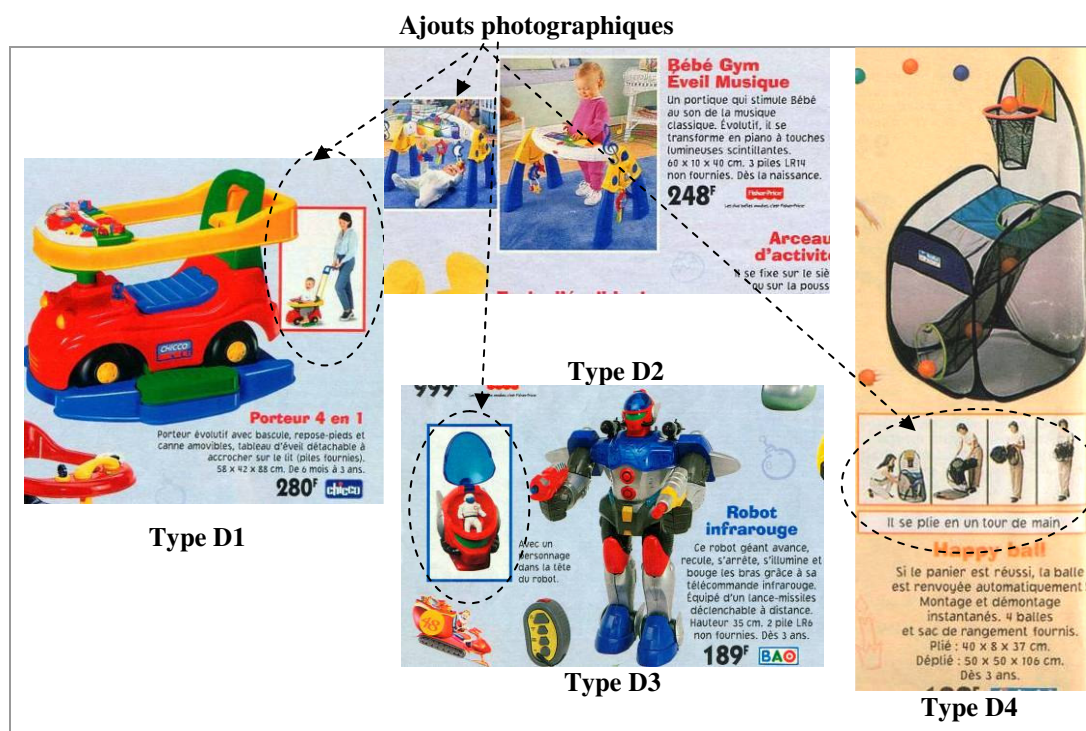 Ajouts photographiques
Bébé Gym
Éveil Musique
Un portique qui stimule Bébé
au son de la musique
classique. Évolutif, il se
transforme en piano à touches
lumineuses scintillantes.
60 x 10 x 40 cm. 3 piles LR14
non fournies. Dès la naissance.
248F Fisher-Price
Arceau
d'activité
Il se fixe sur le siè
ou sur la pouss
CHICCO
Porteur 4 en 1
Porteur évolutif avec bascule, repose-pieds et
canne amovibles, tableau d'éveil détachable à
accrocher sur le lit (piles fournies).
58 x 42 x 88 cm. De 6 mois à 3 ans.
280F chicco
Type D1
Type D2
999F
Avec un
personnage
dans la tête
du robot.
Robot
infrarouge
Ce robot géant avance,
recule, s'arrête, s'illumine et
bouge les bras grâce à sa
télécommande infrarouge.
Équipé d'un lance-missiles
déclenchable à distance.
Hauteur 35 cm. 2 pile LR6
non fournies. Dès 3 ans.
189F BAO
Type D3
Il se plie en un tour de main
Happy ball
Si le panier est réussi, la balle
est renvoyée automatiquement
Montage et démontage
instantanés. 4 balles
et sac de rangement fournis.
Plié : 40 x 8 x 37 cm.
Déplié : 50 x 50 x 106 cm.
Dès 3 ans.
Type D4